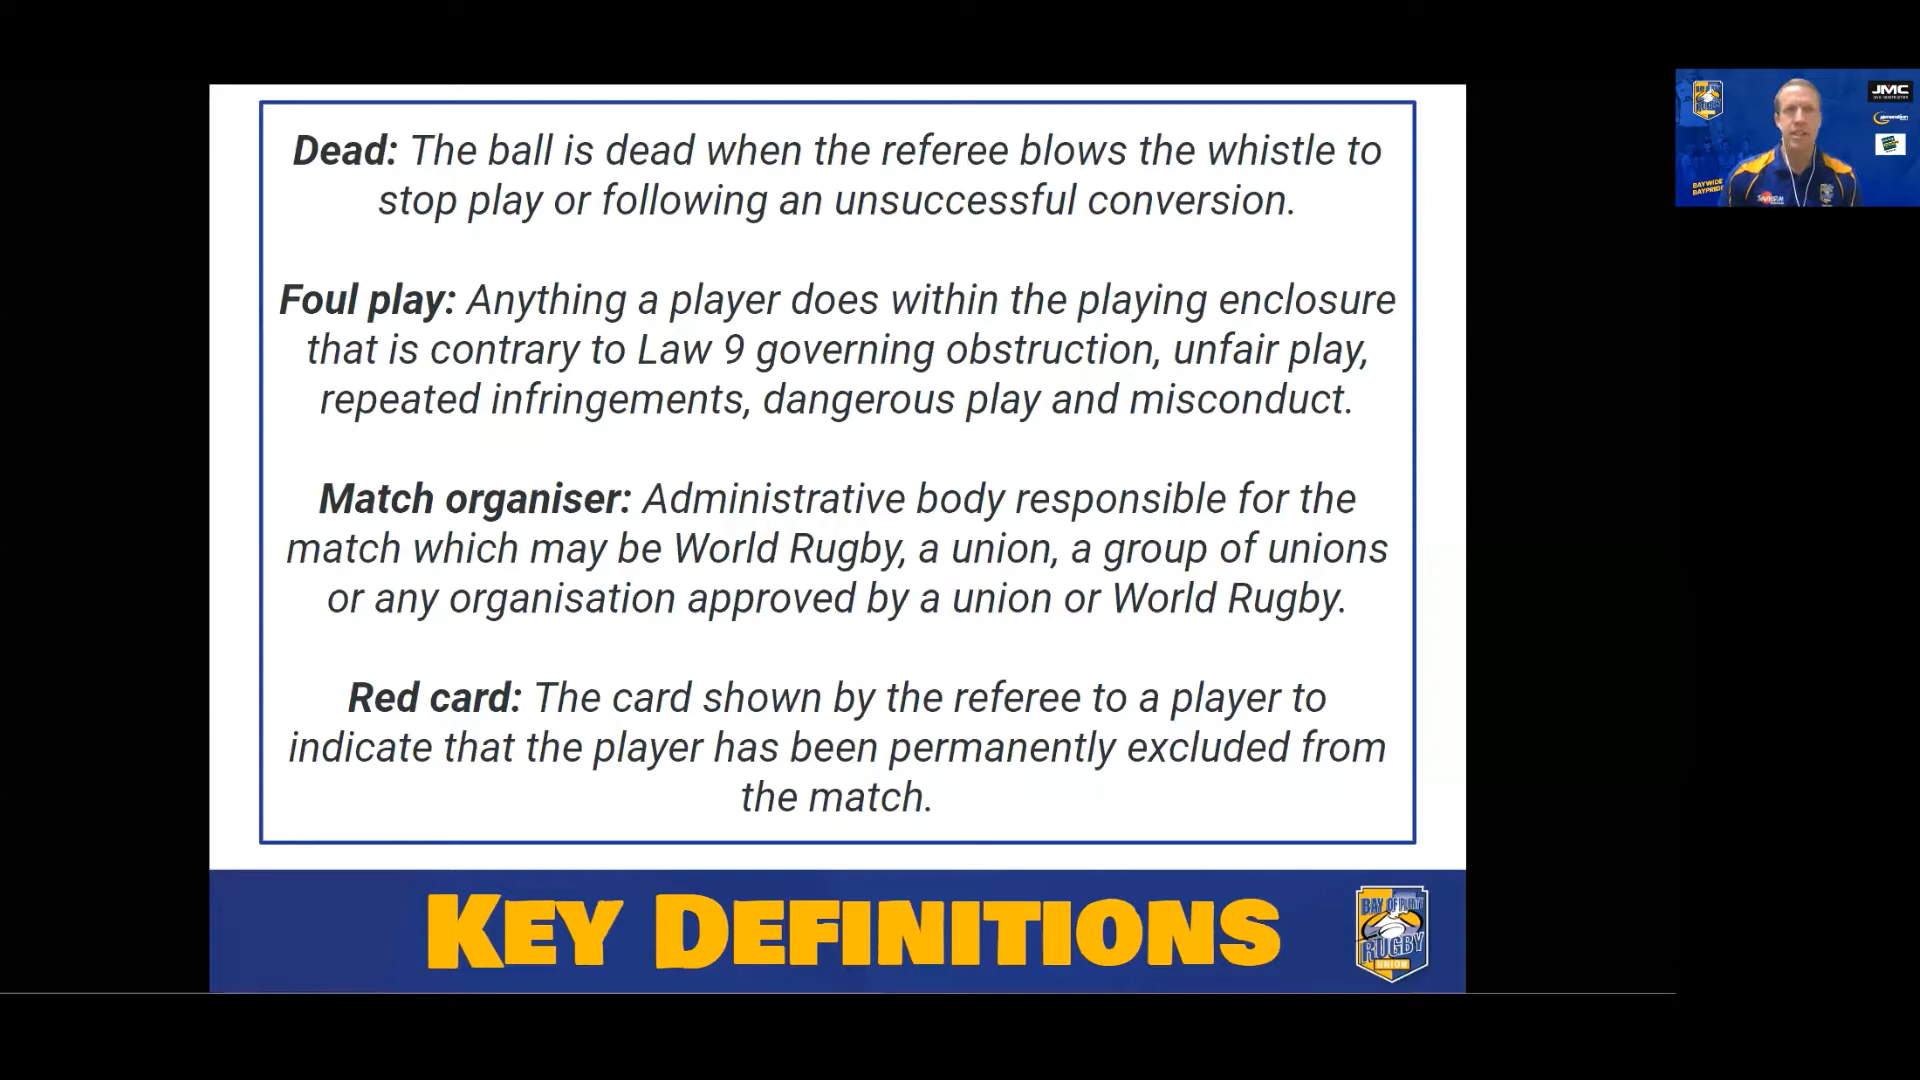 Dead: The ball is dead when the referee blows the whistle to
stop play or following an unsuccessful conversion.
Foul play: Anything a player does within the playing enclosure
that is contrary to Law 9 governing obstruction, unfair play,
repeated infringements, dangerous play and misconduct.
Match organiser: Administrative body responsible for the
match which may be World Rugby, a union, a group of unions
or any organisation approved by a union or World Rugby.
Red card: The card shown by the referee to a player to
indicate that the player has been permanently excluded from
the match.
KEY DEFINITIONS
BAY OF PLENTY
RUGBY
UNION
JMC
generation
BAYWIDE
BAYPRIDE